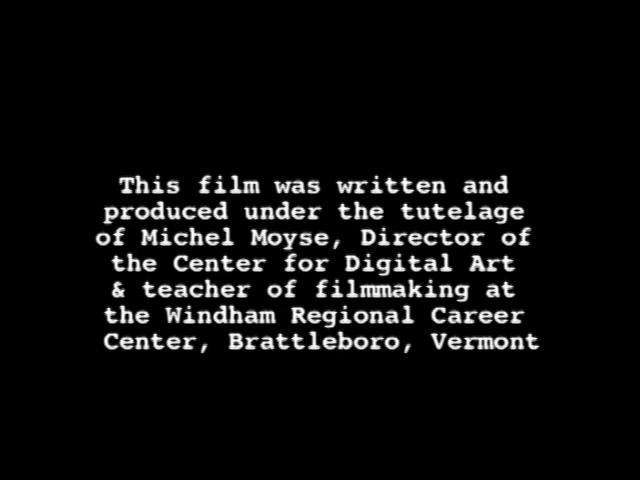 This film was written and
produced under the tutelage
of Michel Moyse, Director of
the Center for Digital Art
& teacher of filmmaking at
the Windham Regional Career
Center, Brattleboro, Vermont